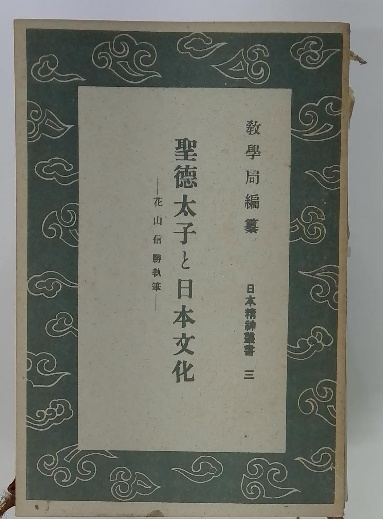 敎學局編纂
日本精神叢書 三
聖德太子と日本文化
―花山信勝執筆―